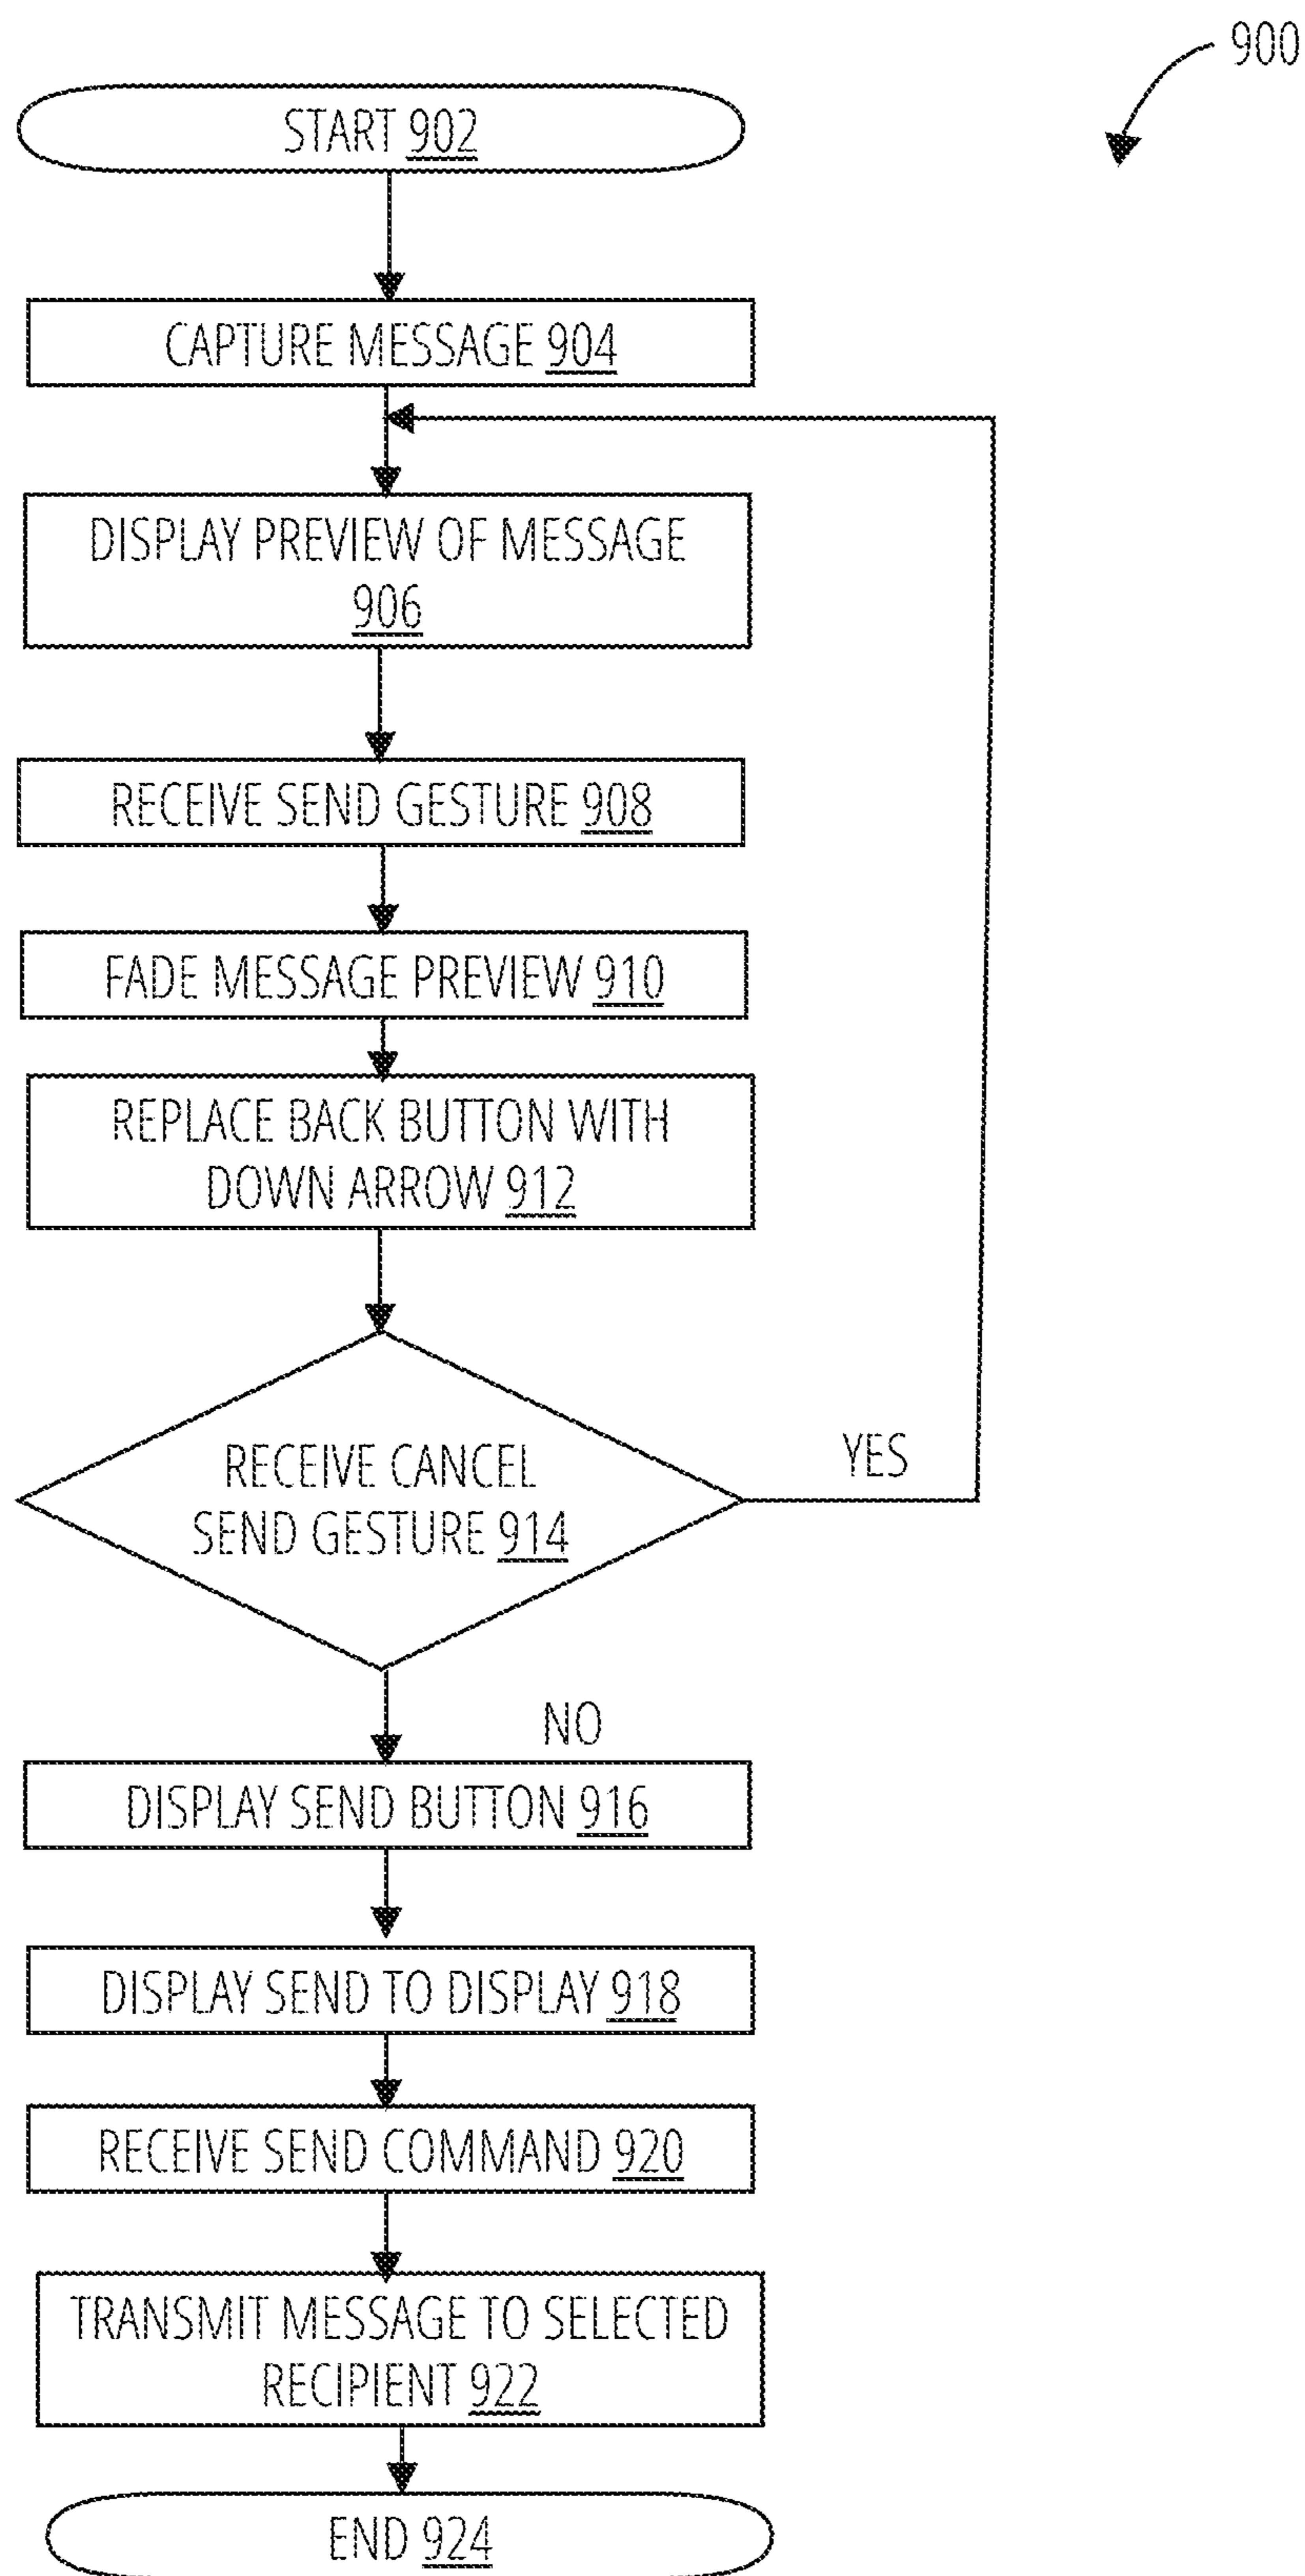 900
START 902
CAPTURE MESSAGE 904
DISPLAY PREVIEW OF MESSAGE
906
RECEIVE SEND GESTURE 908
FADE MESSAGE PREVIEW 910
REPLACE BACK BUTTON WITH
DOWN ARROW 912
RECEIVE CANCEL
SEND GESTURE 914
YES
NO
DISPLAY SEND BUTTON 916
DISPLAY SEND TO DISPLAY 918
RECEIVE SEND COMMAND 920
TRANSMIT MESSAGE TO SELECTED
RECIPIENT 922
END 924